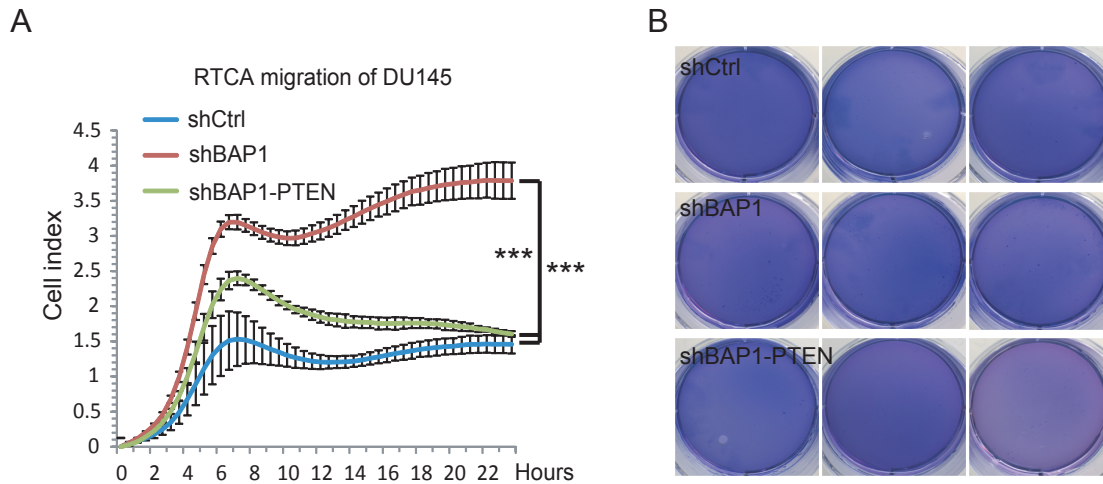 A
RTCA migration of DU145
shCtrl
shBAP1
shBAP1-PTEN
Cell index
4.5
4
3.5
3
2.5
2
1.5
1
0.5
0
0 2 4 6 8 10 12 14 16 18 20 22 Hours
***
***
B
shCtrl
shBAP1
shBAP1-PTEN